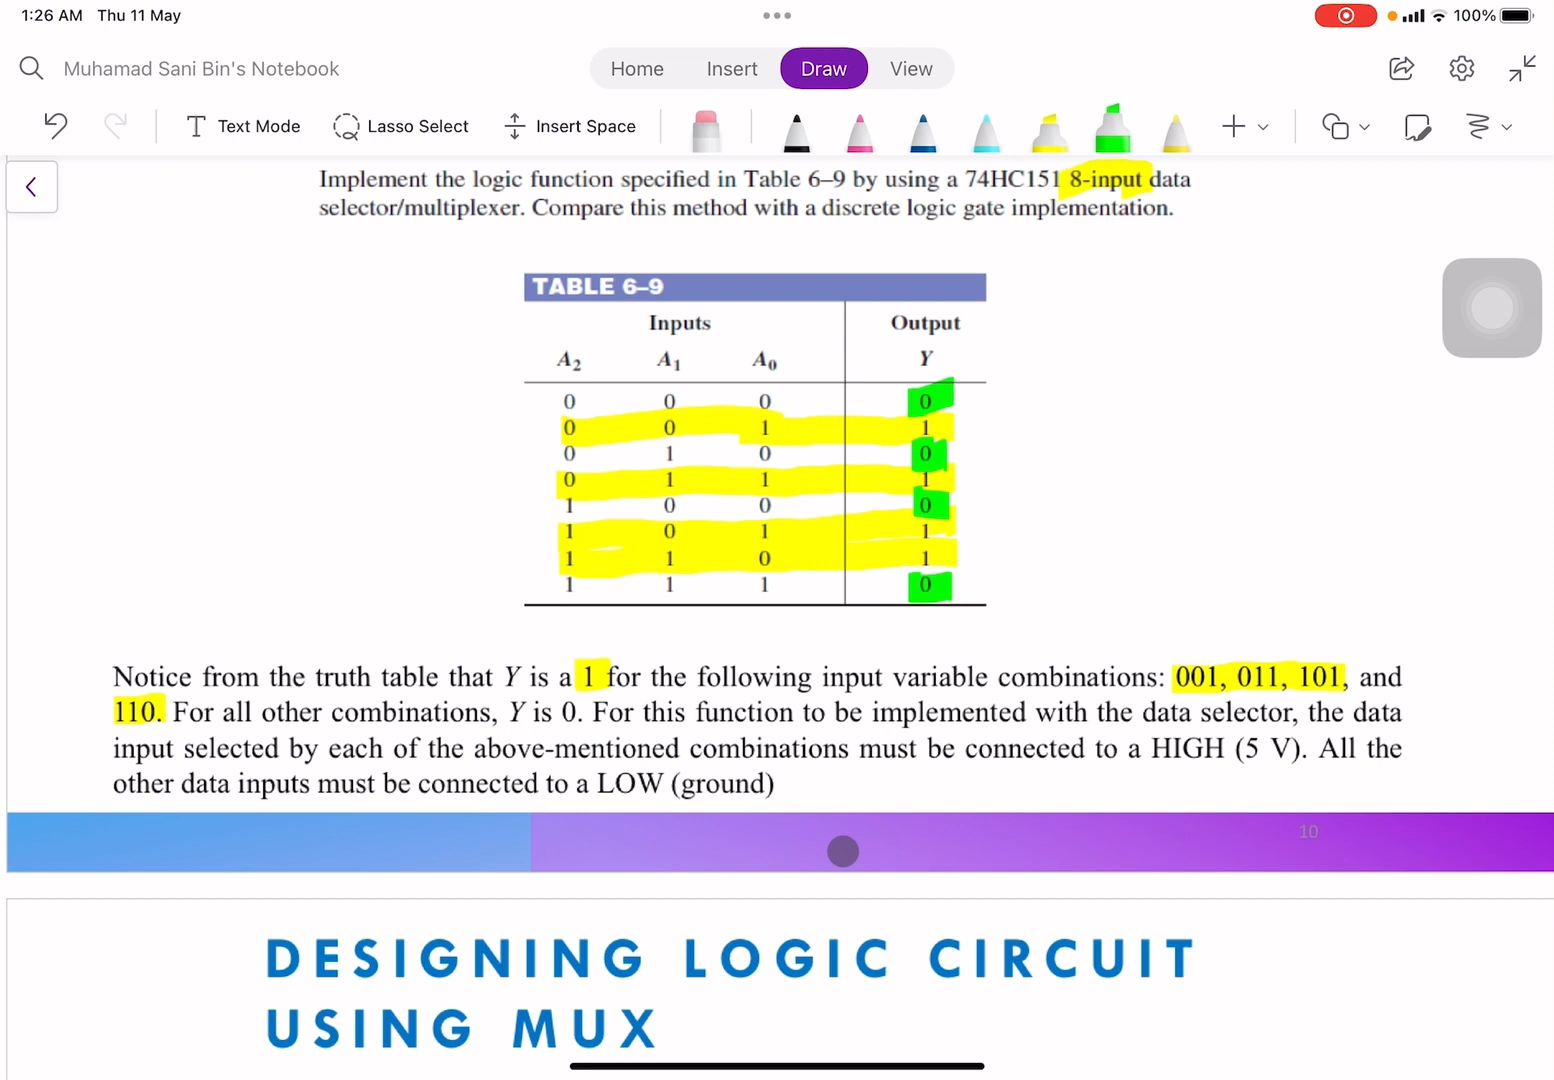 1:26 AM Thu 11 May
100%
Muhamad Sani Bin's Notebook
Home Insert Draw View
Text Mode Lasso Select Insert Space
Implement the logic function specified in Table 6–9 by using a 74HC151 8-input data
selector/multiplexer. Compare this method with a discrete logic gate implementation.
TABLE 6–9
Inputs Output
A2 A1 A0 Y
0 0 0 0
0 0 1 1
0 1 0 0
0 1 1 1
1 0 0 0
1 0 1 1
1 1 0 1
1 1 1 0
Notice from the truth table that Y is a 1 for the following input variable combinations: 001, 011, 101, and
110. For all other combinations, Y is 0. For this function to be implemented with the data selector, the data
input selected by each of the above-mentioned combinations must be connected to a HIGH (5 V). All the
other data inputs must be connected to a LOW (ground)
10
DESIGNING LOGIC CIRCUIT
USING MUX